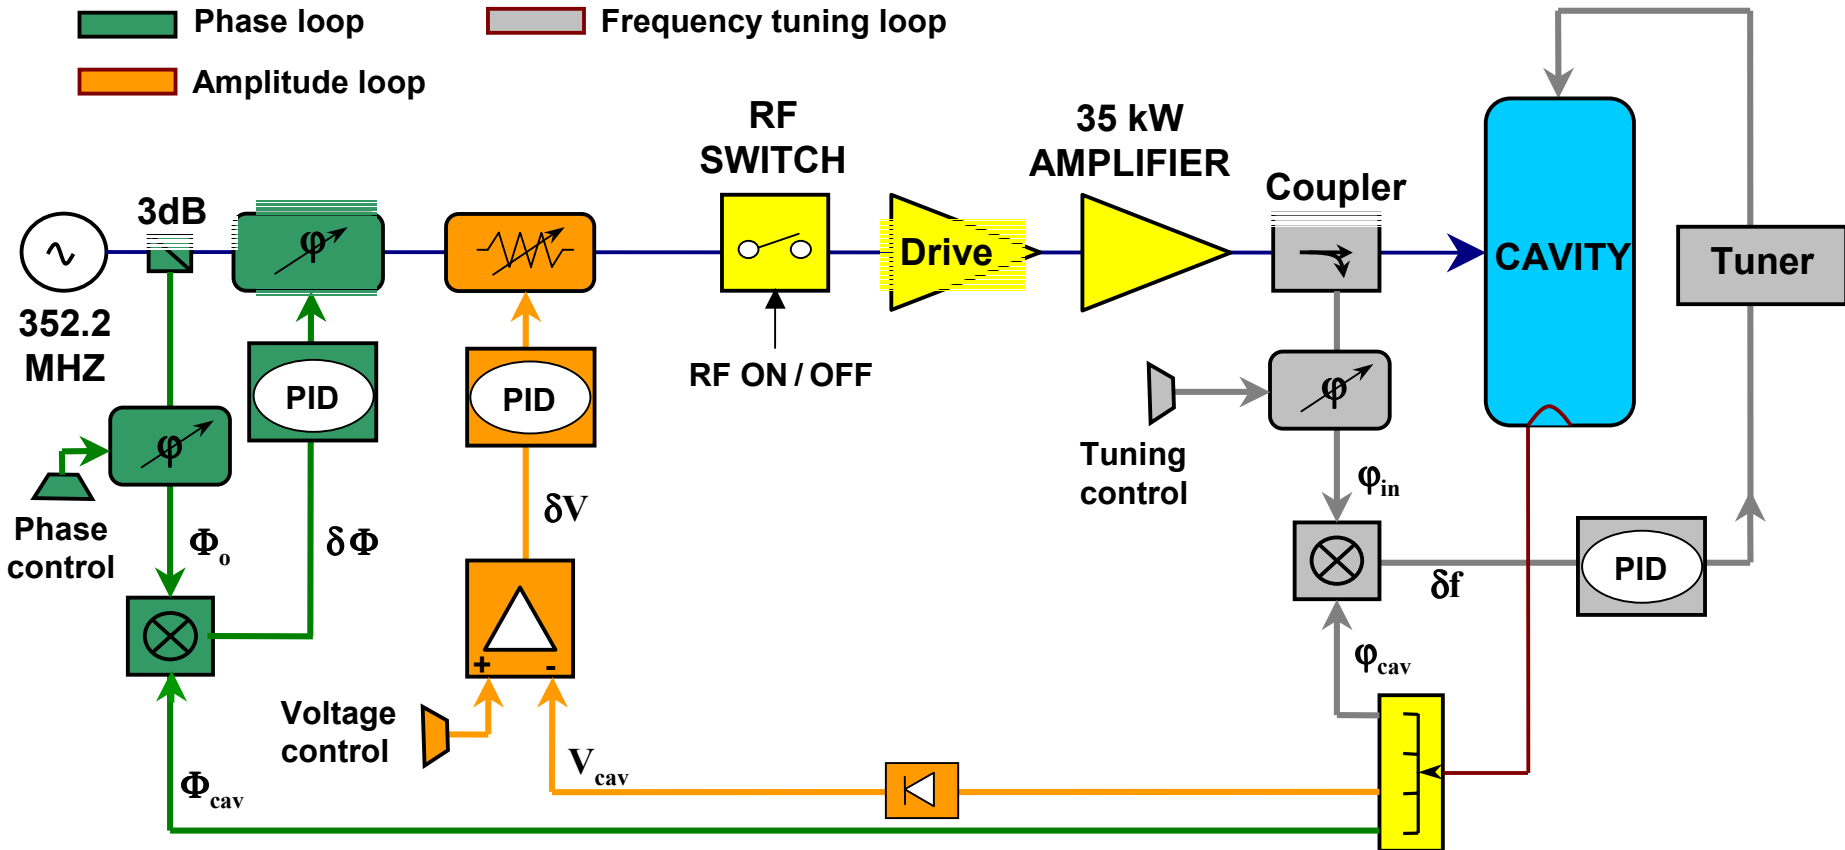 Phase loop
Frequency tuning loop
Amplitude loop
RF
SWITCH
35 kW
AMPLIFIER
3dB
Coupler
φ
Drive
CAVITY
Tuner
352.2
MHZ
PID
PID
RF ON / OFF
φ
φ
Tuning
control
φin
Phase
control
Φo
δΦ
δV
δf
PID
φcav
+ -
Voltage
control
Vcav
Φcav